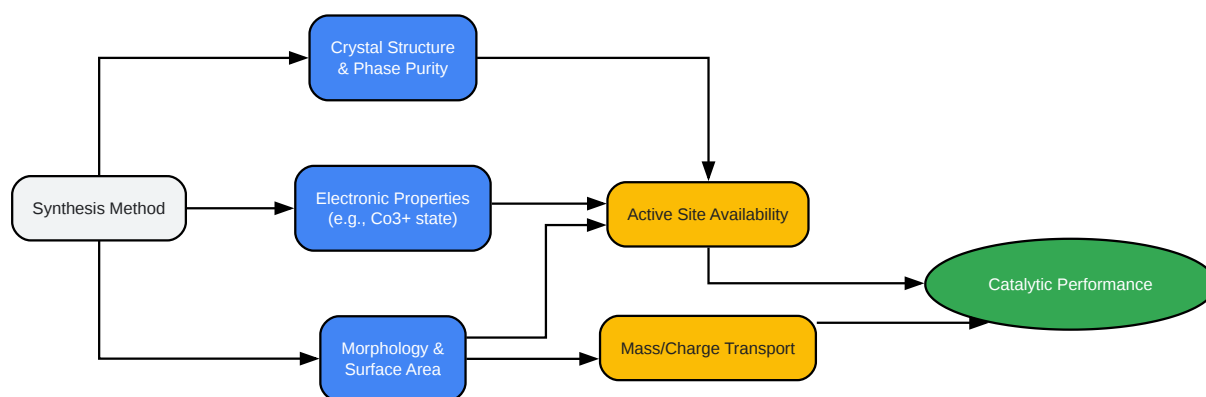 Crystal Structure
& Phase Purity
Synthesis Method
Electronic Properties
(e.g., Co3+ state)
Active Site Availability
Catalytic Performance
Morphology &
Surface Area
Mass/Charge Transport